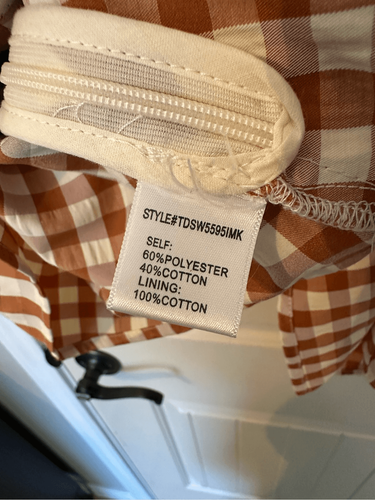 STYLE#TDSW5595IMK
SELF:
60%POLYESTER
40%COTTON
LINING:
100%COTTON